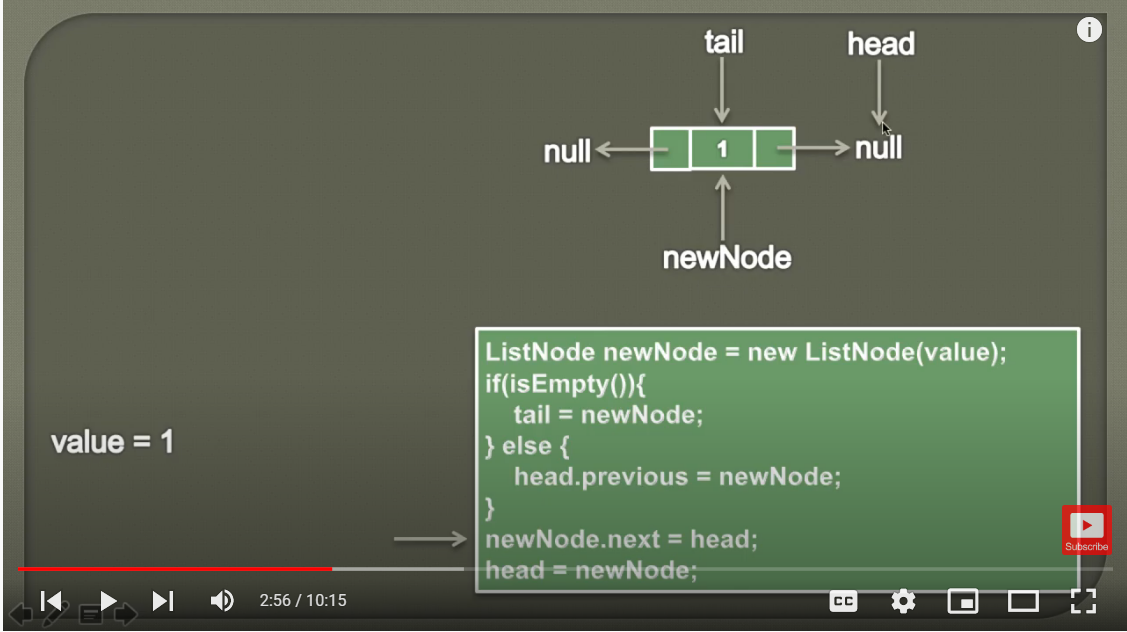 tail
head
null
1
null
newNode
value = 1
ListNode newNode = new ListNode(value);
if(isEmpty()){
tail = newNode;
} else {
head.previous = newNode;
}
newNode.next = head;
head = newNode;
Subscribe
2:56 / 10:15
CC
i